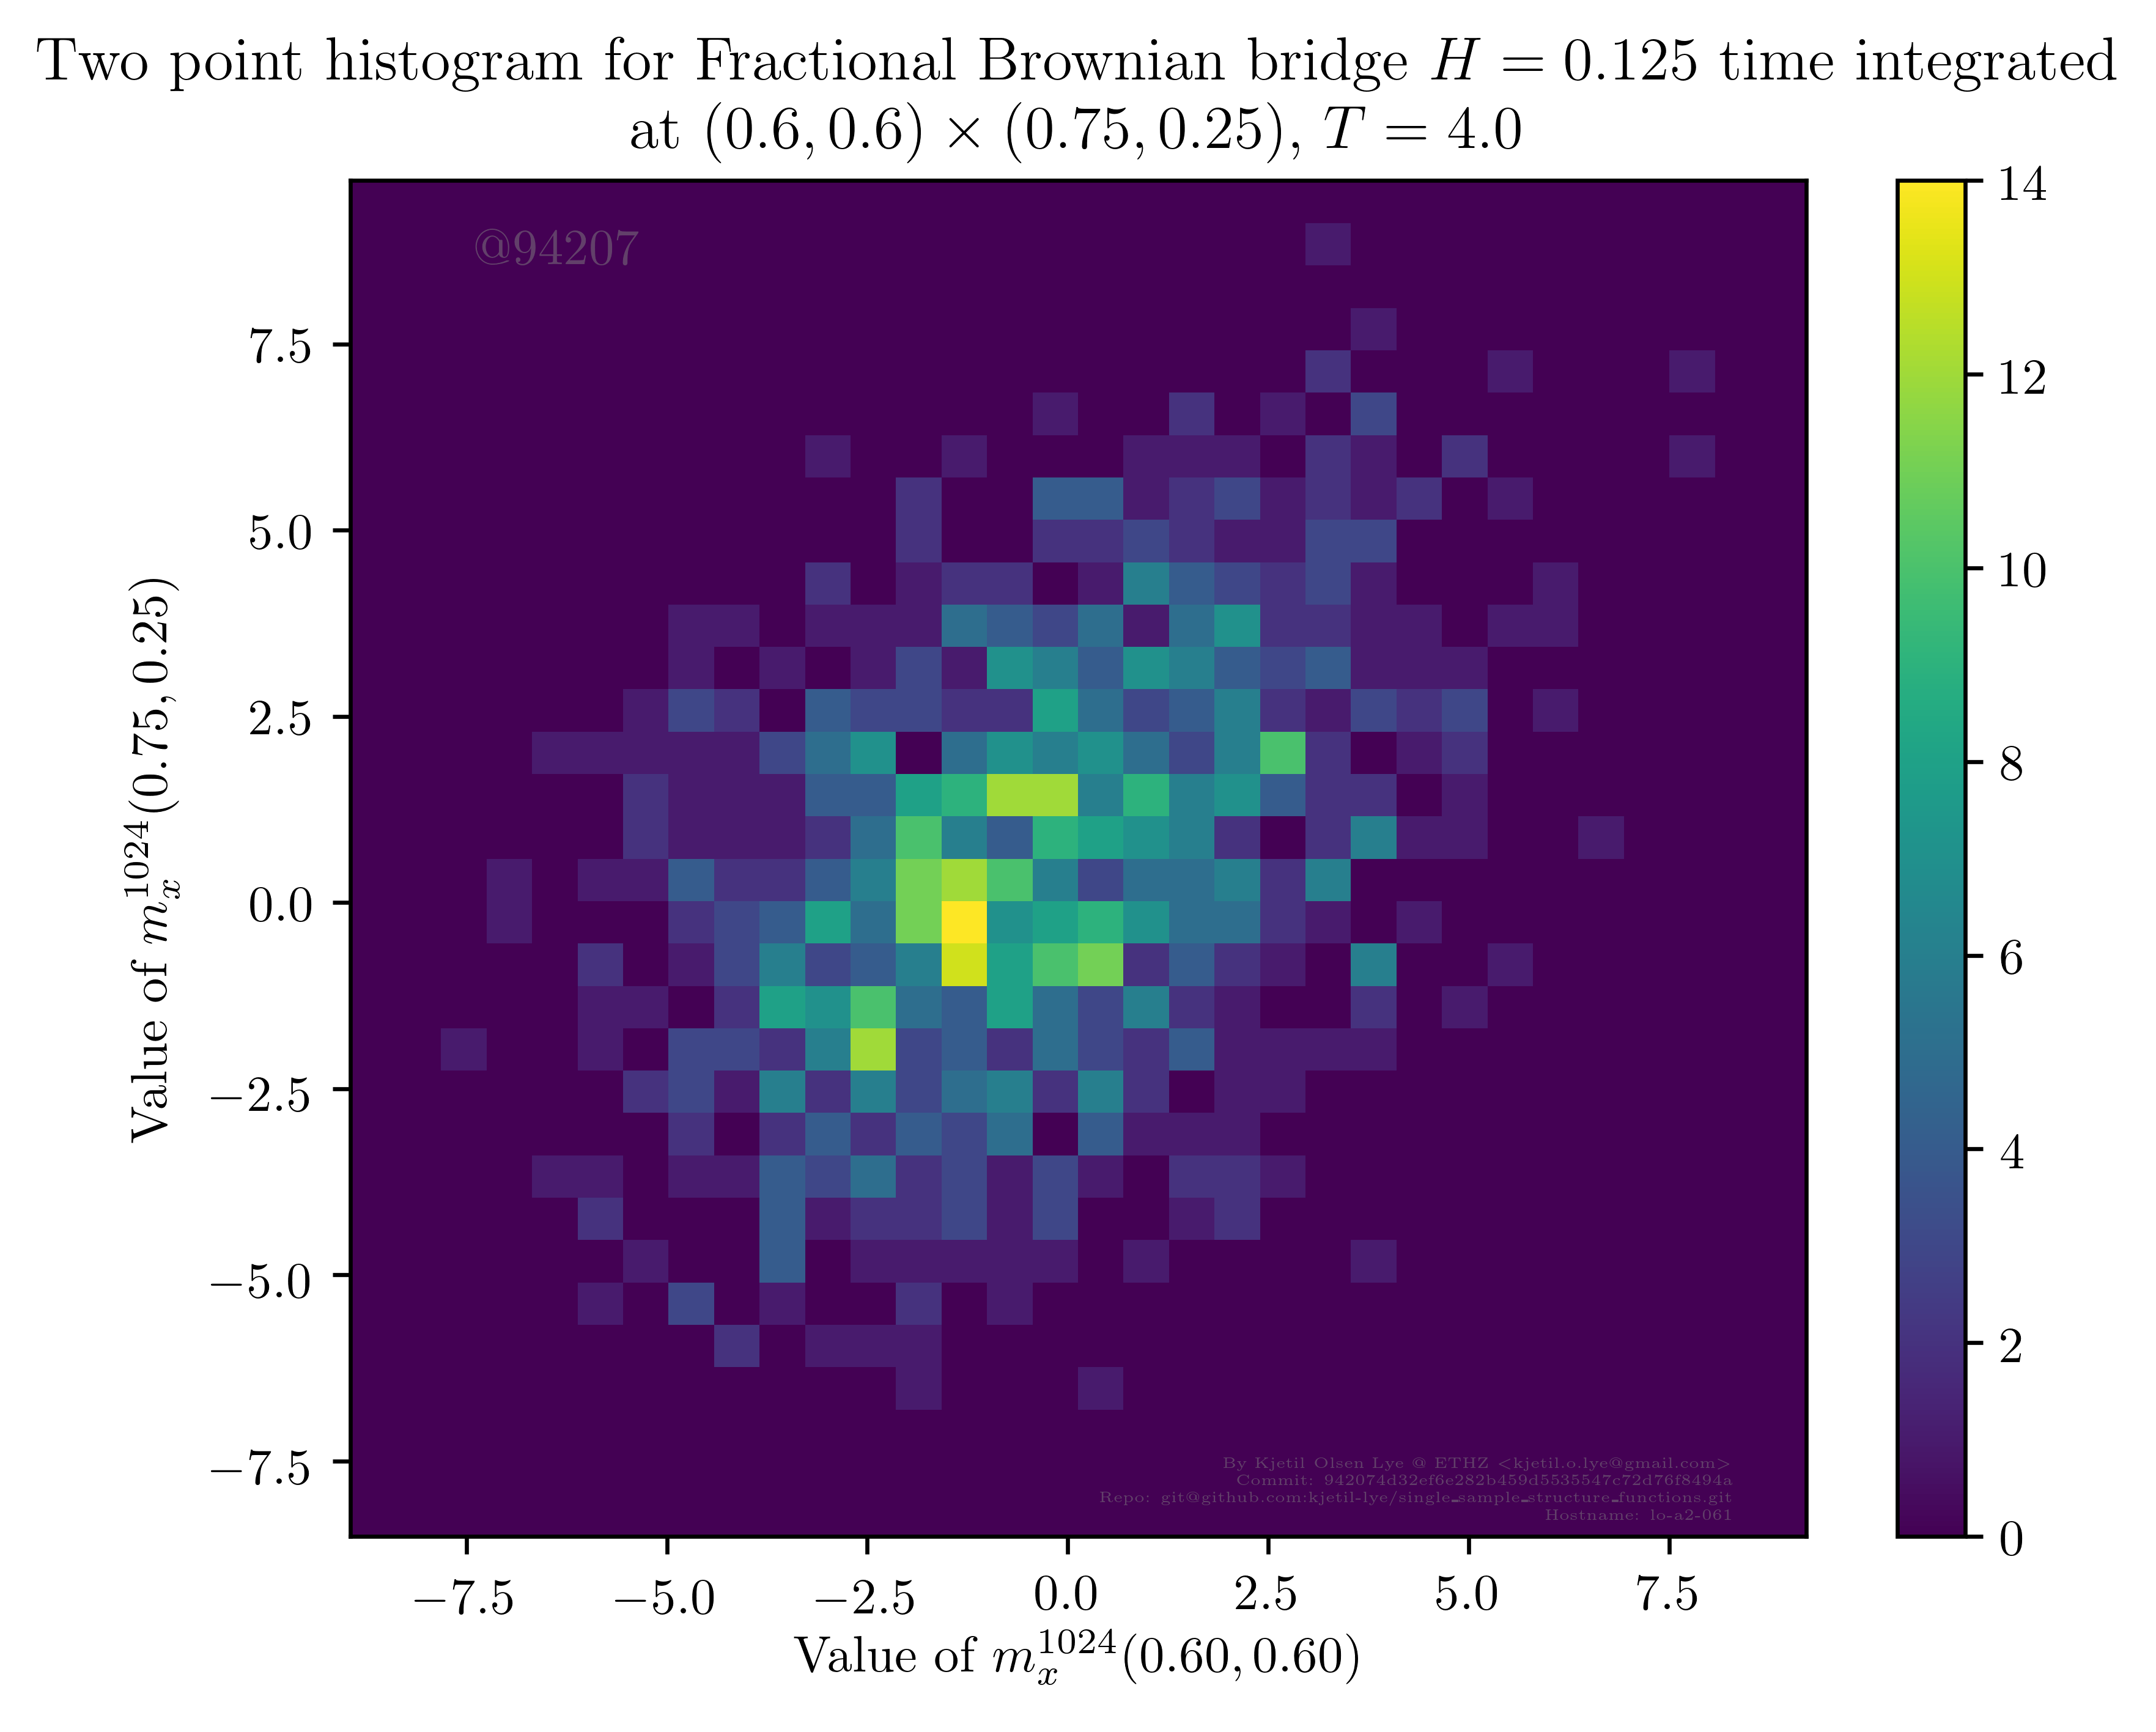 Two point histogram for Fractional Brownian bridge H = 0.125 time integrated
at (0.6, 0.6) × (0.75, 0.25), T = 4.0
@94207
14
12
10
8
6
4
2
0
7.5
5.0
2.5
0.0
−2.5
−5.0
−7.5
Value of m_x^1024(0.75, 0.25)
By Kjetil Olsen Lye @ ETHZ <kjetil.o.lye@gmail.com>
Commit: 942074d32ef6e282b459d5535547c72d76f8494a
Repo: git@github.com:kjetil-lye/single_sample_structure_functions.git
Hostname: lo-a2-061
−7.5 −5.0 −2.5 0.0 2.5 5.0 7.5
Value of m_x^1024(0.60, 0.60)